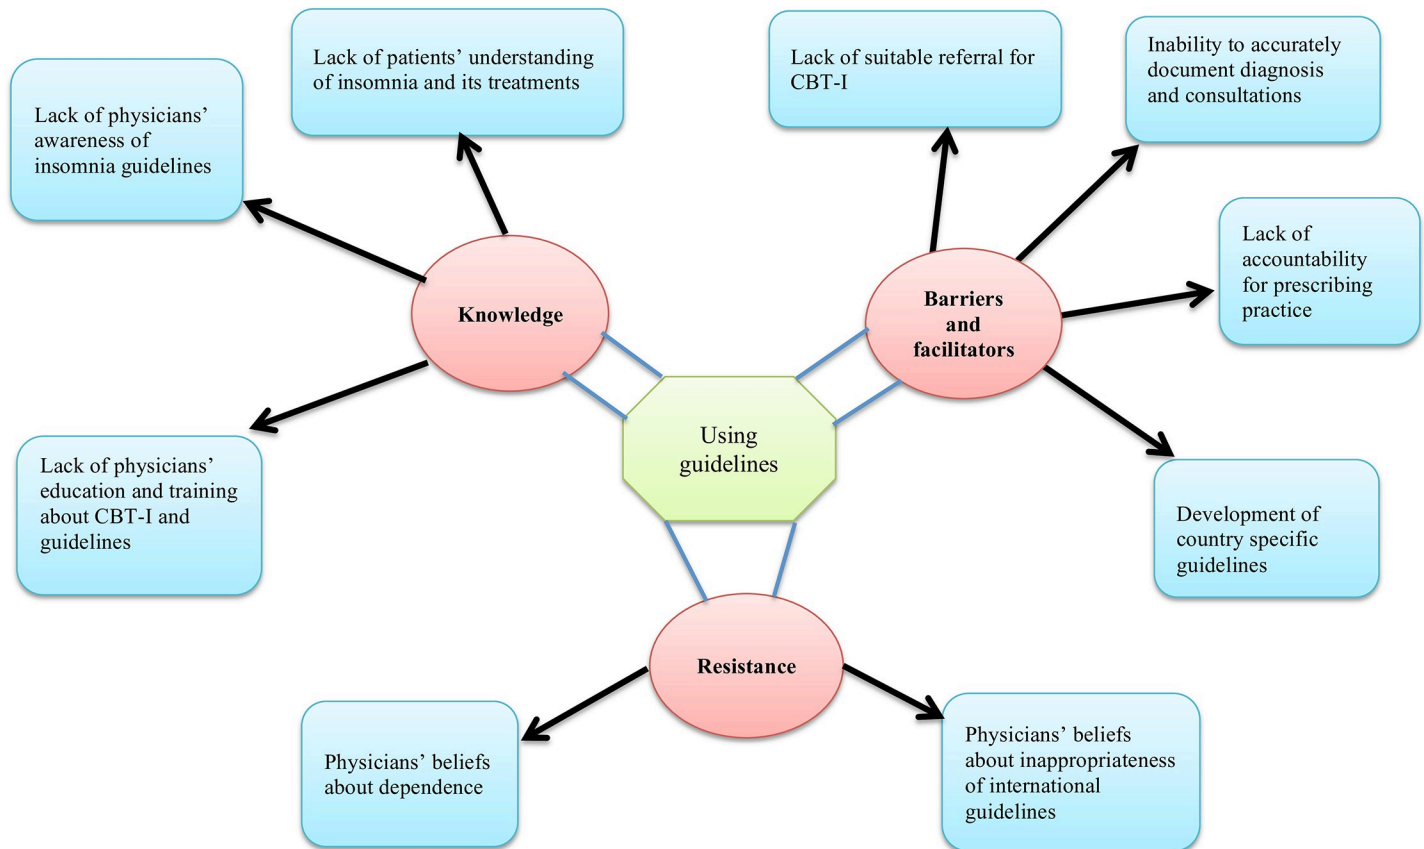 Lack of patients’ understanding
of insomnia and its treatments
Lack of suitable referral for
CBT-I
Inability to accurately
document diagnosis
and consultations
Lack of physicians’
awareness of
insomnia guidelines
Lack of
accountability
for prescribing
practice
Knowledge
Barriers
and
facilitators
Using
guidelines
Lack of physicians’
education and training
about CBT-I and
guidelines
Development of
country specific
guidelines
Resistance
Physicians’ beliefs
about dependence
Physicians’ beliefs
about inappropriateness
of international
guidelines